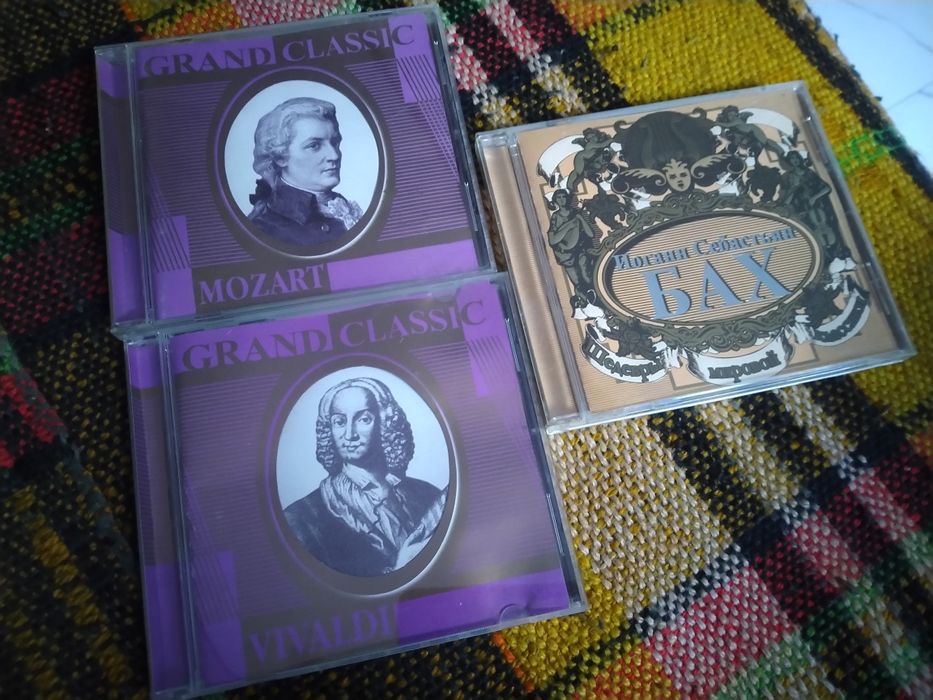 GRAND CLASSIC
MOZART
GRAND CLASSIC
VIVALDI
Иоганн Себастьян
БАХ
Шедевры
мировой